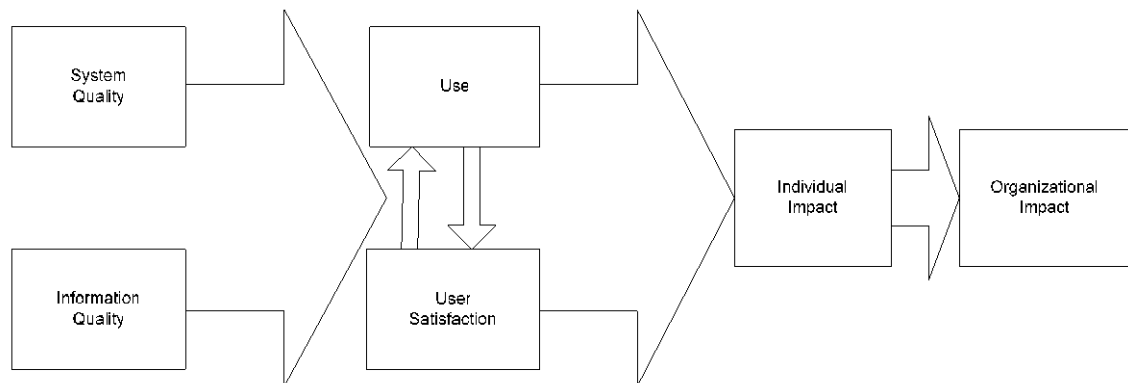 System
Quality
Use
Individual
Impact
Organizational
Impact
Information
Quality
User
Satisfaction